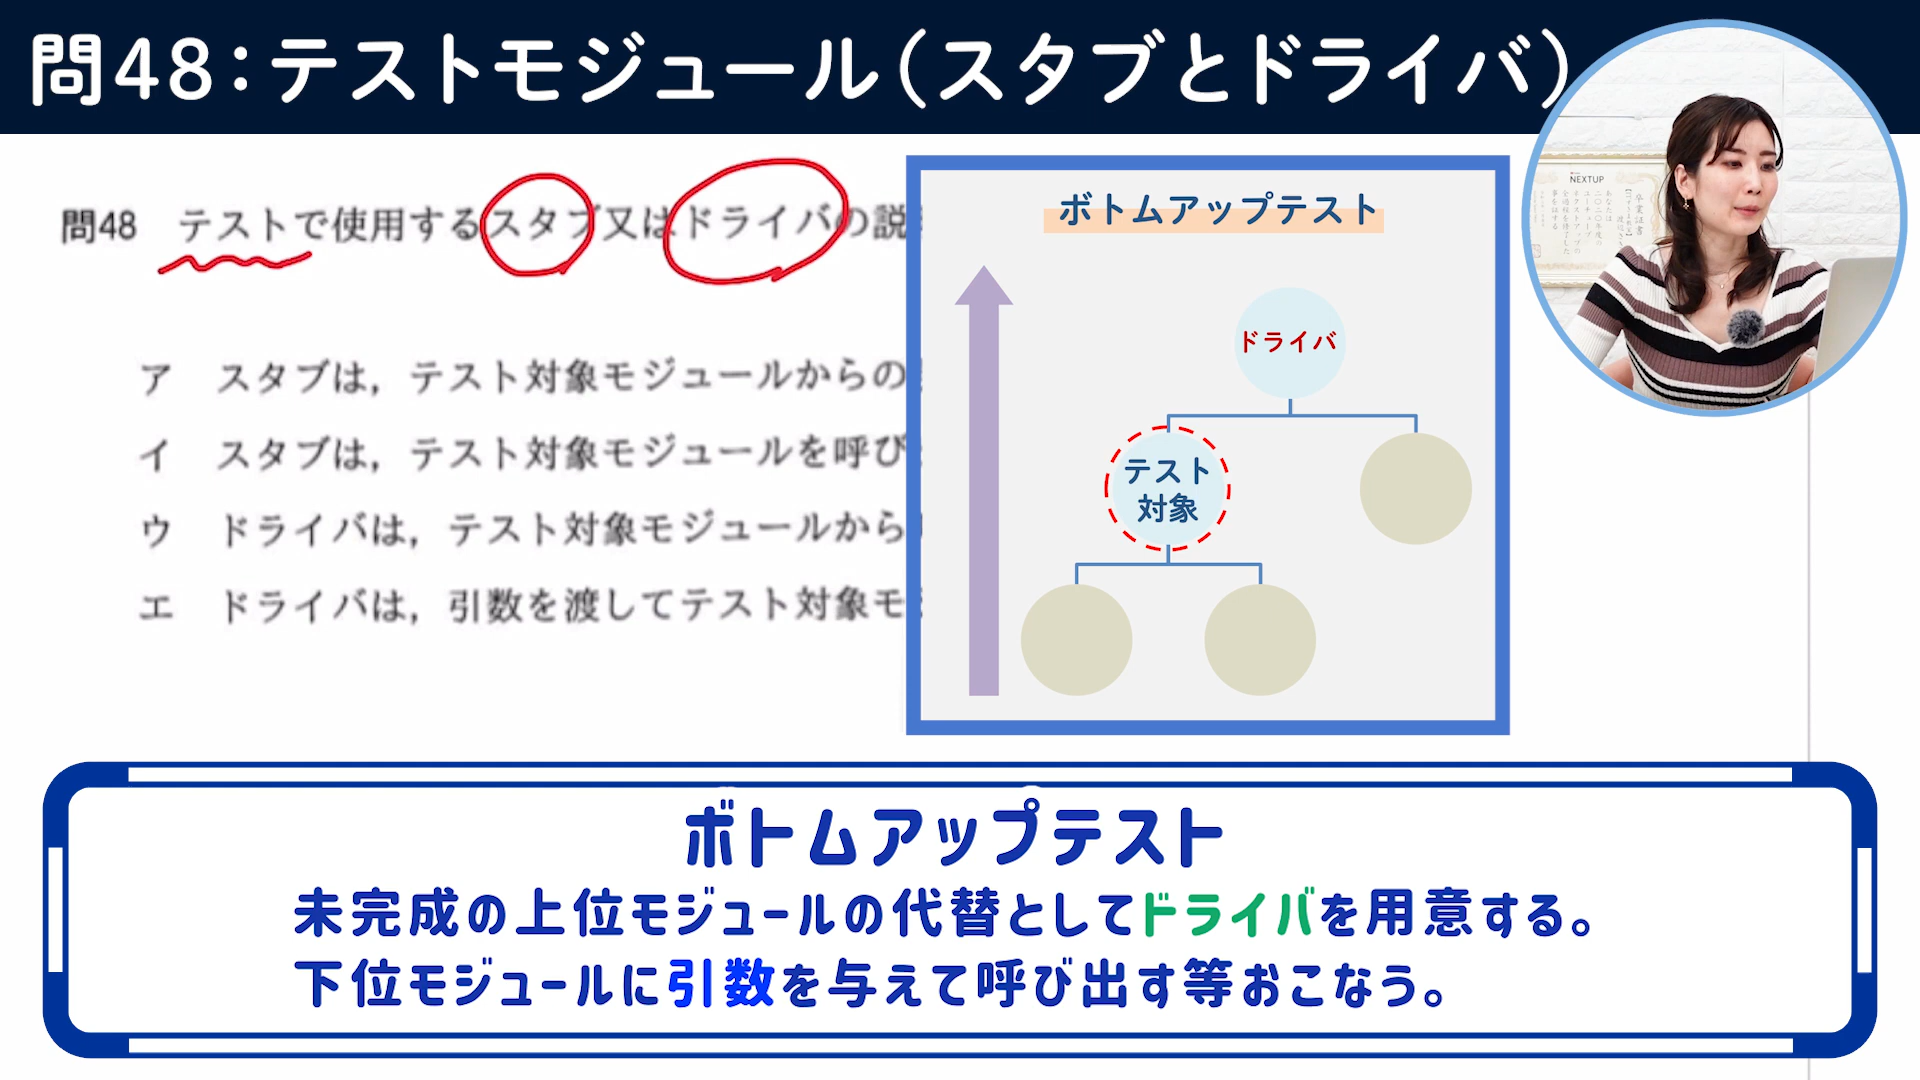 問48：テストモジュール（スタブとドライバ）
NEXTUP
卒業証書
問48 テストで使用するスタブ又はドライバの説
ア スタブは，テスト対象モジュールからの
イ スタブは，テスト対象モジュールを呼び
ウ ドライバは，テスト対象モジュールから
エ ドライバは，引数を渡してテスト対象モ
ボトムアップテスト
ドライバ
テスト
対象
ボトムアップテスト
未完成の上位モジュールの代替としてドライバを用意する。
下位モジュールに引数を与えて呼び出す等おこなう。